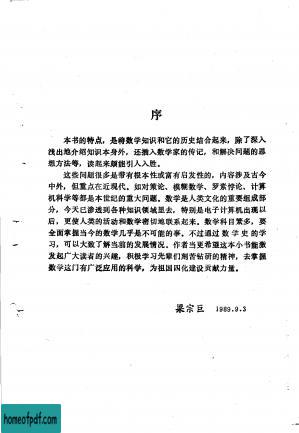 序
本书的特点，是将数学知识和它的历史结合起来，除了深入
浅出地介绍知识本身外，还插入数学家的传记，和解决问题的思
想方法等，读起来颇能引人入胜。
这些问题很多是带有根本性或富有启发性的，内容涉及古今
中外，但重点在近现代。如对策论、模糊数学、罗素悖论、计算
机科学等都是本世纪的重大问题。数学是人类文化的重要组成部
分，今天已渗透到各种知识领域里去，特别是电子计算机出现以
后，更使人类的活动和数学密切地联系起来。数学科目繁多，要
全面掌握当今的数学几乎是不可能的事。不过通过数学史的学
习，可以大致了解当前的发展情况。作者当更希望这本小书能激
发起广大读者的兴趣，积极学习先辈们刻苦钻研的精神，去掌握
数学这门有广泛应用的科学，为祖国四化建设贡献力量。
梁宗巨 1989.9.3
homeofpdf.com